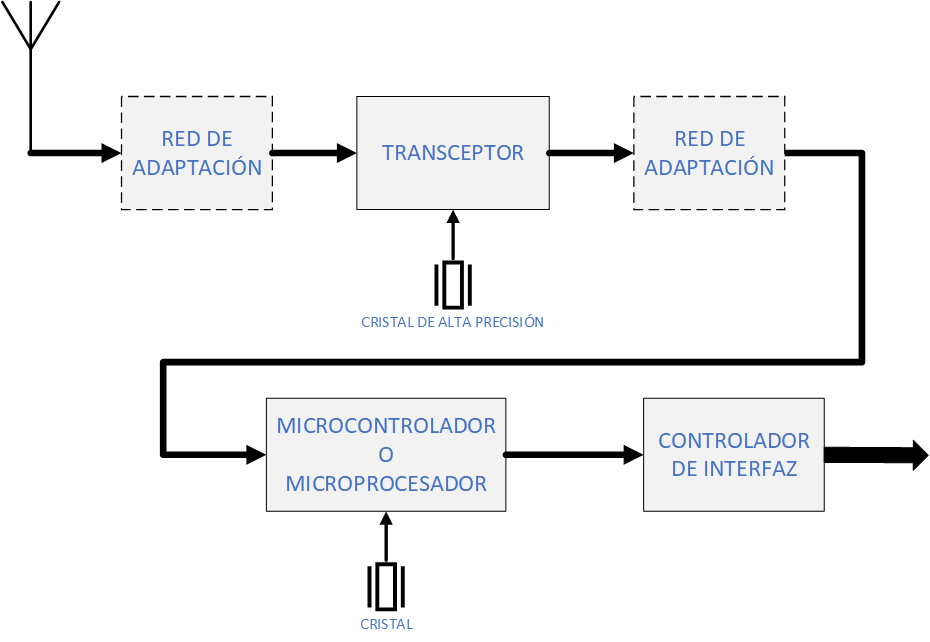 RED DE
ADAPTACIÓN
TRANSCEPTOR
RED DE
ADAPTACIÓN
CRISTAL DE ALTA PRECISIÓN
MICROCONTROLADOR
O
MICROPROCESADOR
CONTROLADOR
DE INTERFAZ
CRISTAL